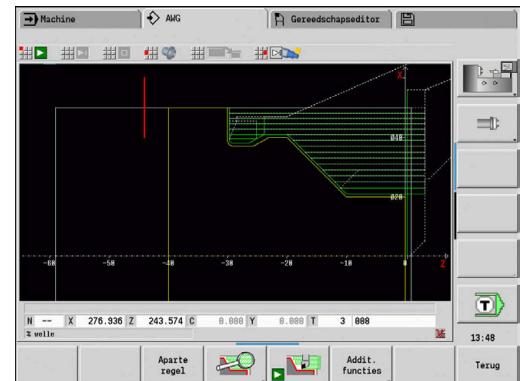 Machine AWG Gereedschapseditor
X
Ø40
Ø20
-60 -50 -40 -30 -20 -10 0 Z
N -- X 276.936 Z 243.574 C 0.000 Y 0.000 T 3 000
% welle
T
13:48
Aparte regel
Addit. functies
Terug